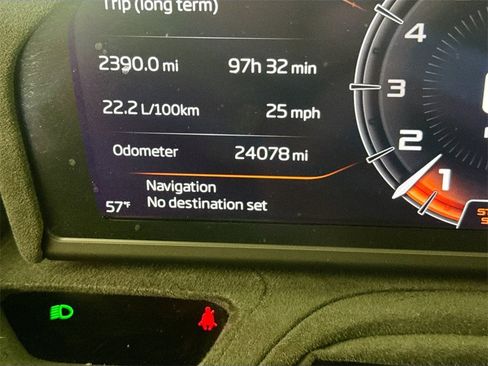 Trip (long term)
2390.0 mi 97h 32 min
22.2 L/100km 25 mph
Odometer 24078 mi
Navigation
57°F No destination set
4
3
2
1